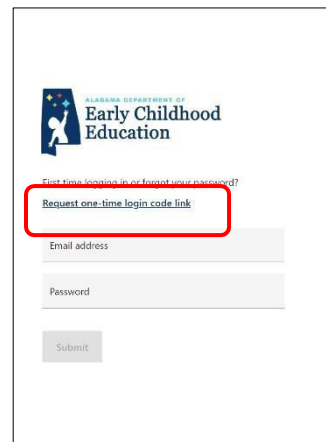 ALABAMA DEPARTMENT OF
Early Childhood
Education
First time logging in or forgot your password?
Request one-time login code link
Email address
Password
Submit